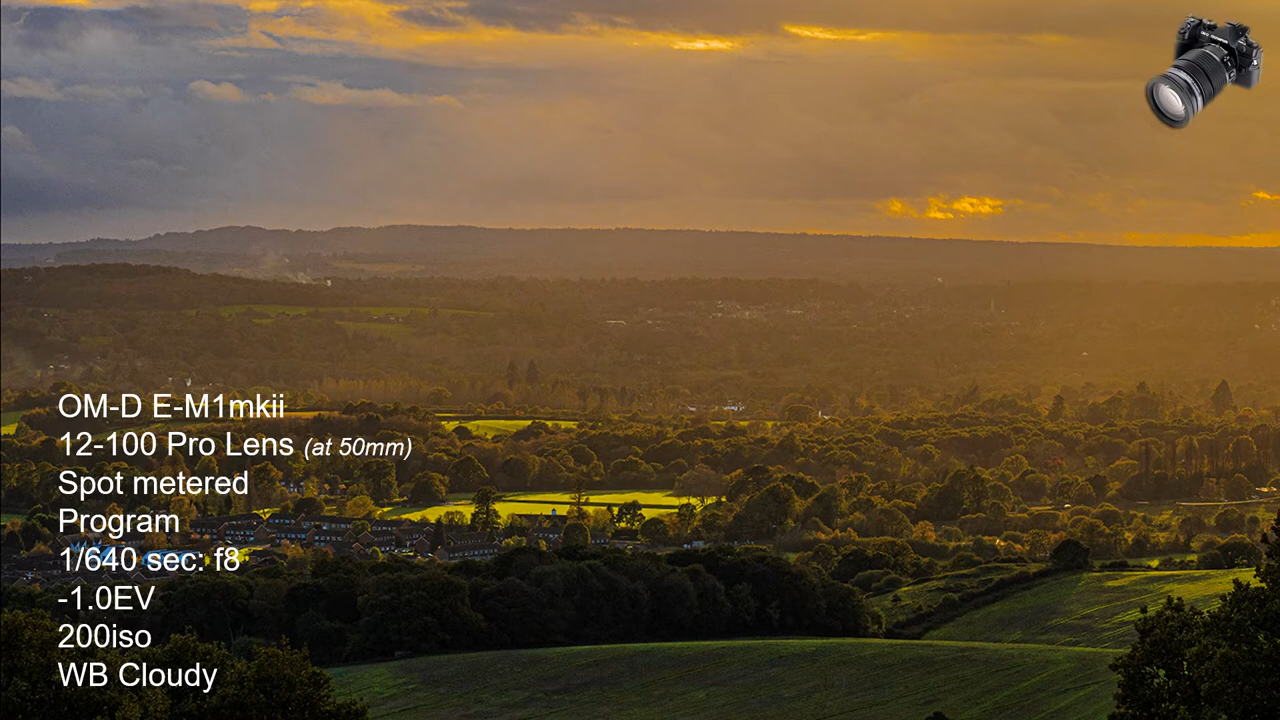 OM-D E-M1mkii
12-100 Pro Lens (at 50mm)
Spot metered
Program
1/640 sec: f8
-1.0EV
200iso
WB Cloudy